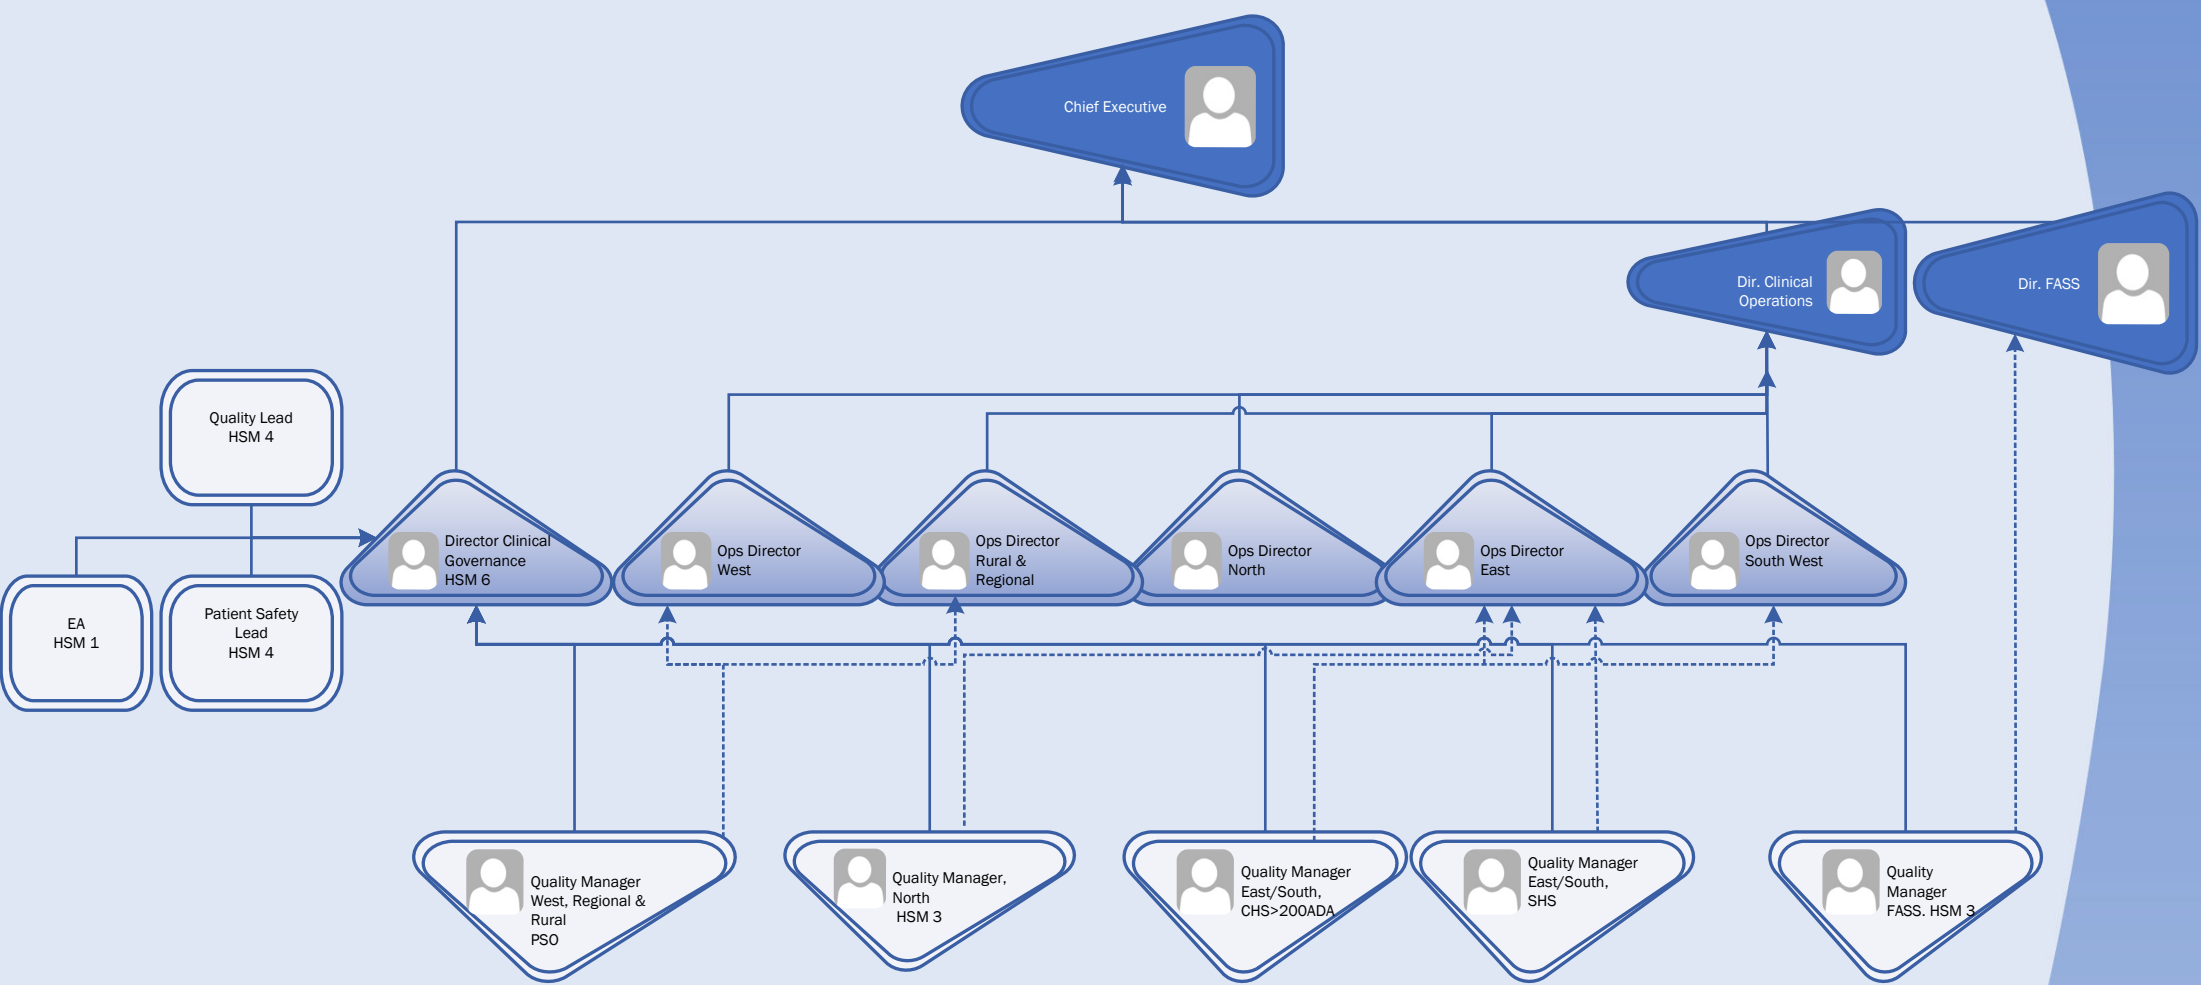 Chief Executive
Dir. Clinical
Operations
Dir. FASS
Quality Lead
HSM 4
EA
HSM 1
Patient Safety
Lead
HSM 4
Director Clinical
Governance
HSM 6
Ops Director
West
Ops Director
Rural &
Regional
Ops Director
North
Ops Director
East
Ops Director
South West
Quality Manager
West, Regional &
Rural
PSO
Quality Manager,
North
HSM 3
Quality Manager
East/South,
CHS>200ADA
Quality Manager
East/South,
SHS
Quality
Manager
FASS. HSM 3